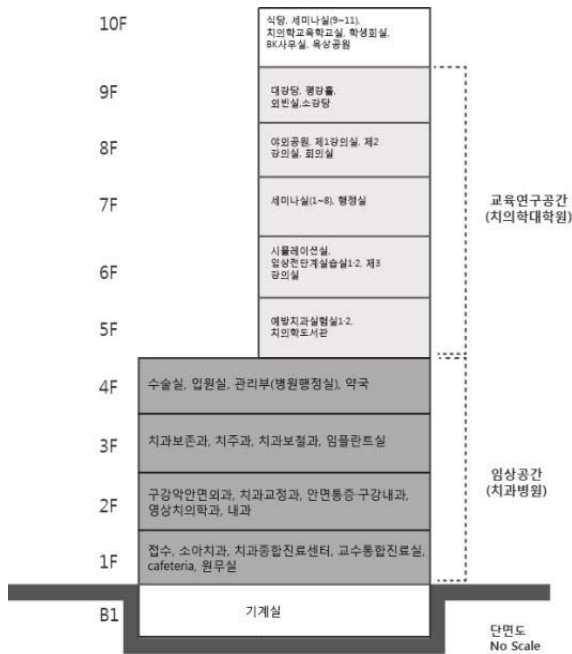 10F
식당, 세미나실(9~11),
치의학교육학교실, 학생회실,
BK사무실, 옥상공원
9F
대강당, 평강홀,
외빈실,소강당
8F
야외공원, 제1강의실, 제2
강의실, 회의실
7F
세미나실(1~8), 행정실
교육연구공간
(치의학대학원)
6F
시뮬레이션실,
임상전단계실습실1·2, 제3
강의실
5F
예방치과실험실1·2,
치의학도서관
4F
수술실, 입원실, 관리부(병원행정실), 약국
3F
치과보존과, 치주과, 치과보철과, 임플란트실
임상공간
(치과병원)
2F
구강악안면외과, 치과교정과, 안면통증·구강내과,
영상치의학과, 내과
1F
접수, 소아치과, 치과종합진료센터, 교수통합진료실,
cafeteria, 원무실
B1
기계실
단면도
No Scale